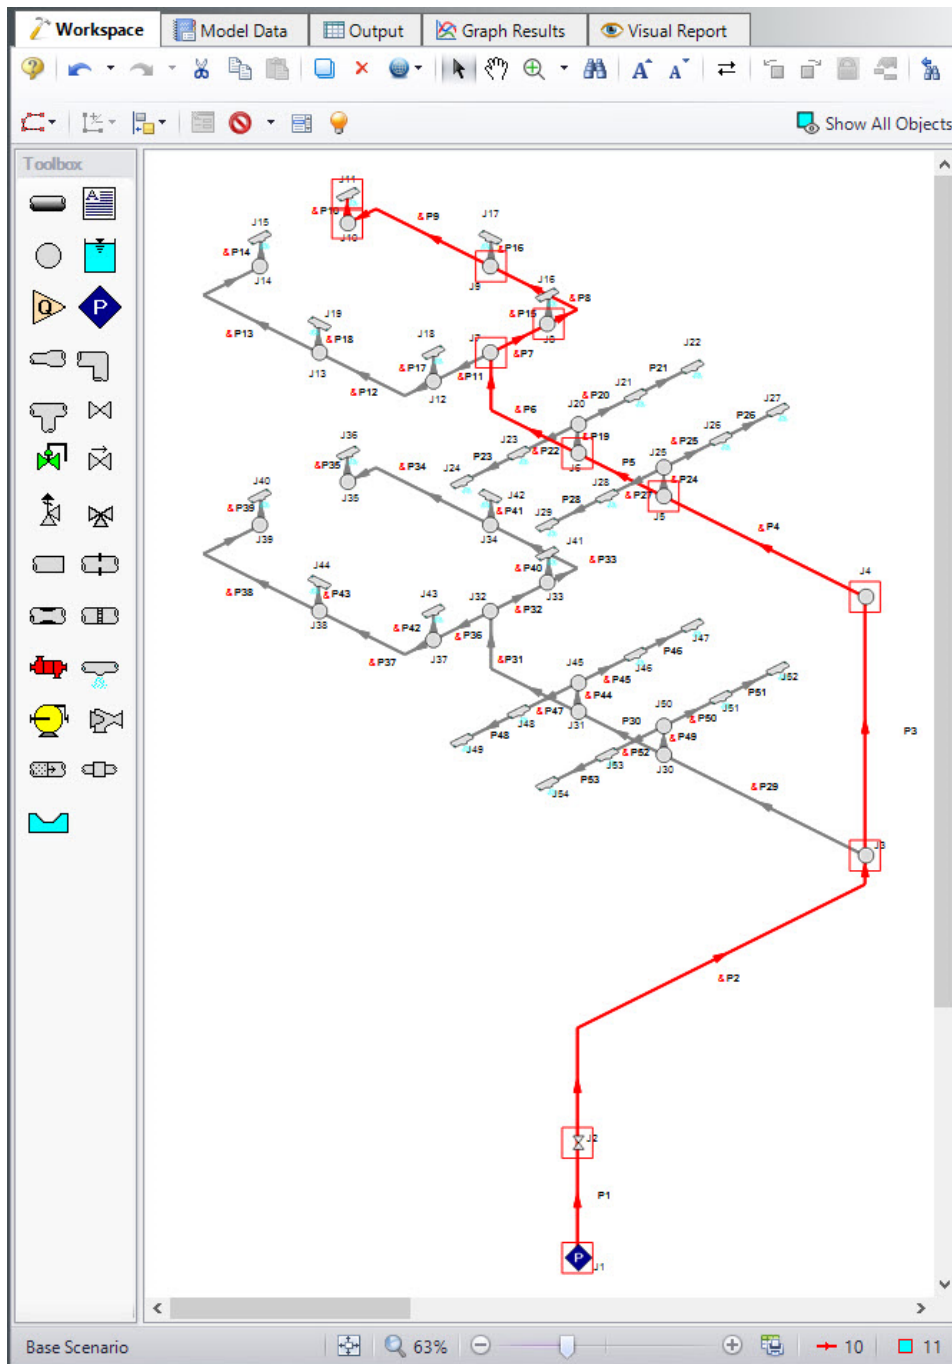 Workspace
Model Data
Output
Graph Results
Visual Report
Show All Objects
Toolbox
A
Q
P
J11
&P10
J10
&P9
J17
&P16
J9
J15
&P14
J14
J16
&P15
&P8
J8
J19
&P18
&P13
J13
J18
&P17
J7
&P7
&P11
J12
&P12
J22
P21
J21
&P20
J20
&P6
&P19
J27
P26
J26
&P25
J25
J23
&P22
P23
J24
J6
P5
&P24
J28
&P27
P28
J29
J5
&P4
J36
&P35
&P34
J35
J40
&P39
J39
J42
&P41
J34
J41
&P40
&P33
J33
J4
J44
&P43
&P38
J38
J43
&P42
J32
&P32
&P36
J37
&P37
&P31
J47
P46
J46
J45
&P45
&P44
J52
P51
J51
J50
&P50
&P47
J48
P48
J49
J31
P30
&P49
&P52
J53
J30
P53
J54
P3
&P29
J3
&P2
J2
P1
P
J1
Base Scenario
63%
10
11